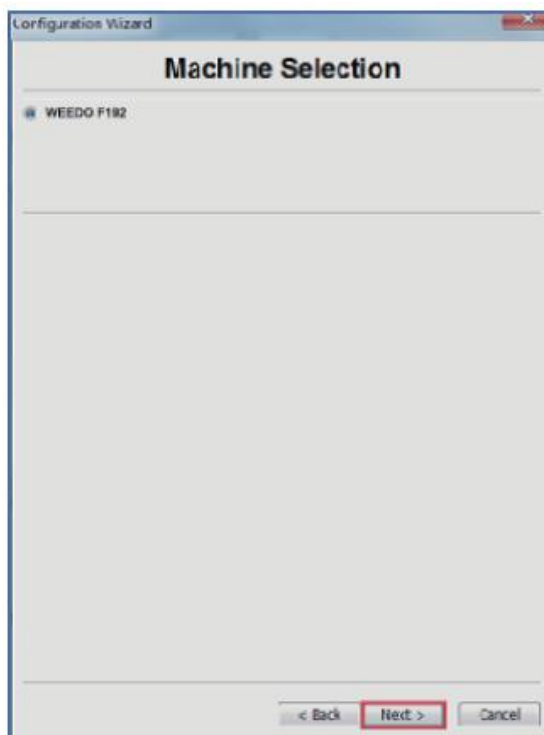 Configuration Wizard
Machine Selection
WEEDO F192
< Back Next > Cancel